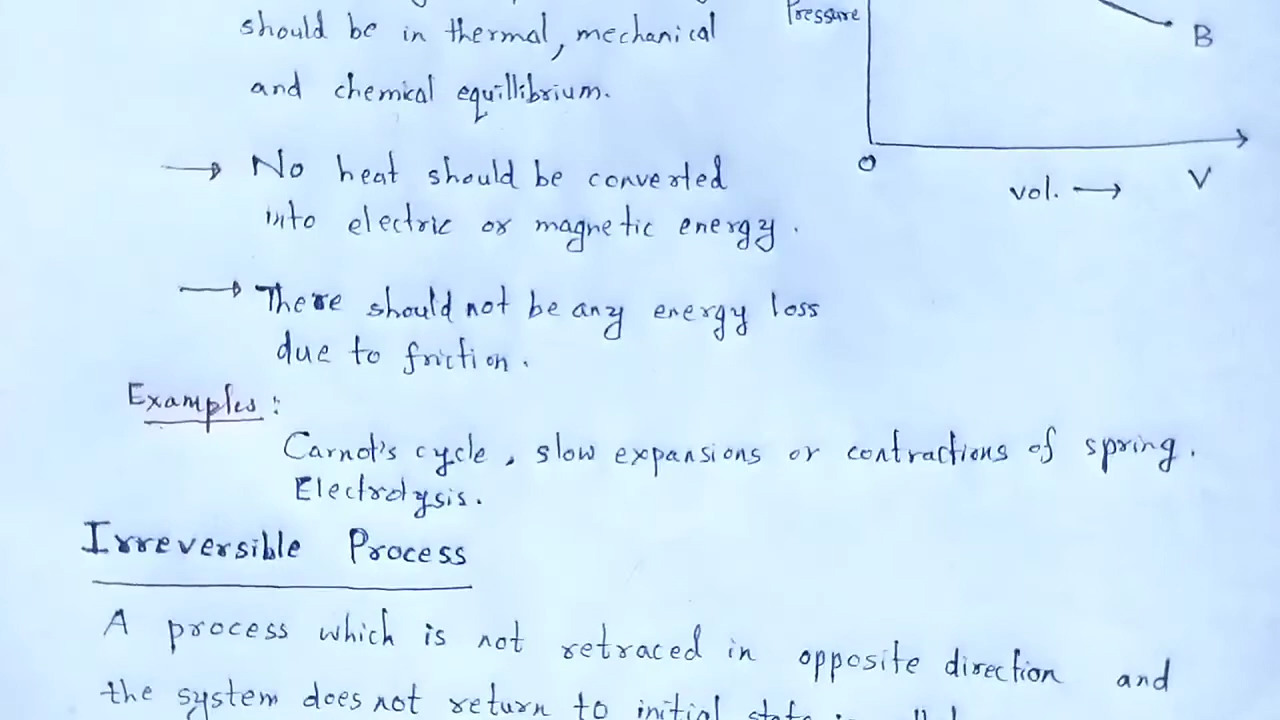 should be in thermal, mechanical
and chemical equillibrium.
→ No heat should be converted
into electric or magnetic energy.
→ There should not be any energy loss
due to friction.
Pressure
B
O
vol. →
V
Examples:
Carnot's cycle, slow expansions or contractions of spring.
Electrolysis.
Irreversible Process
A process which is not retraced in opposite direction and
the system does not return to initial state